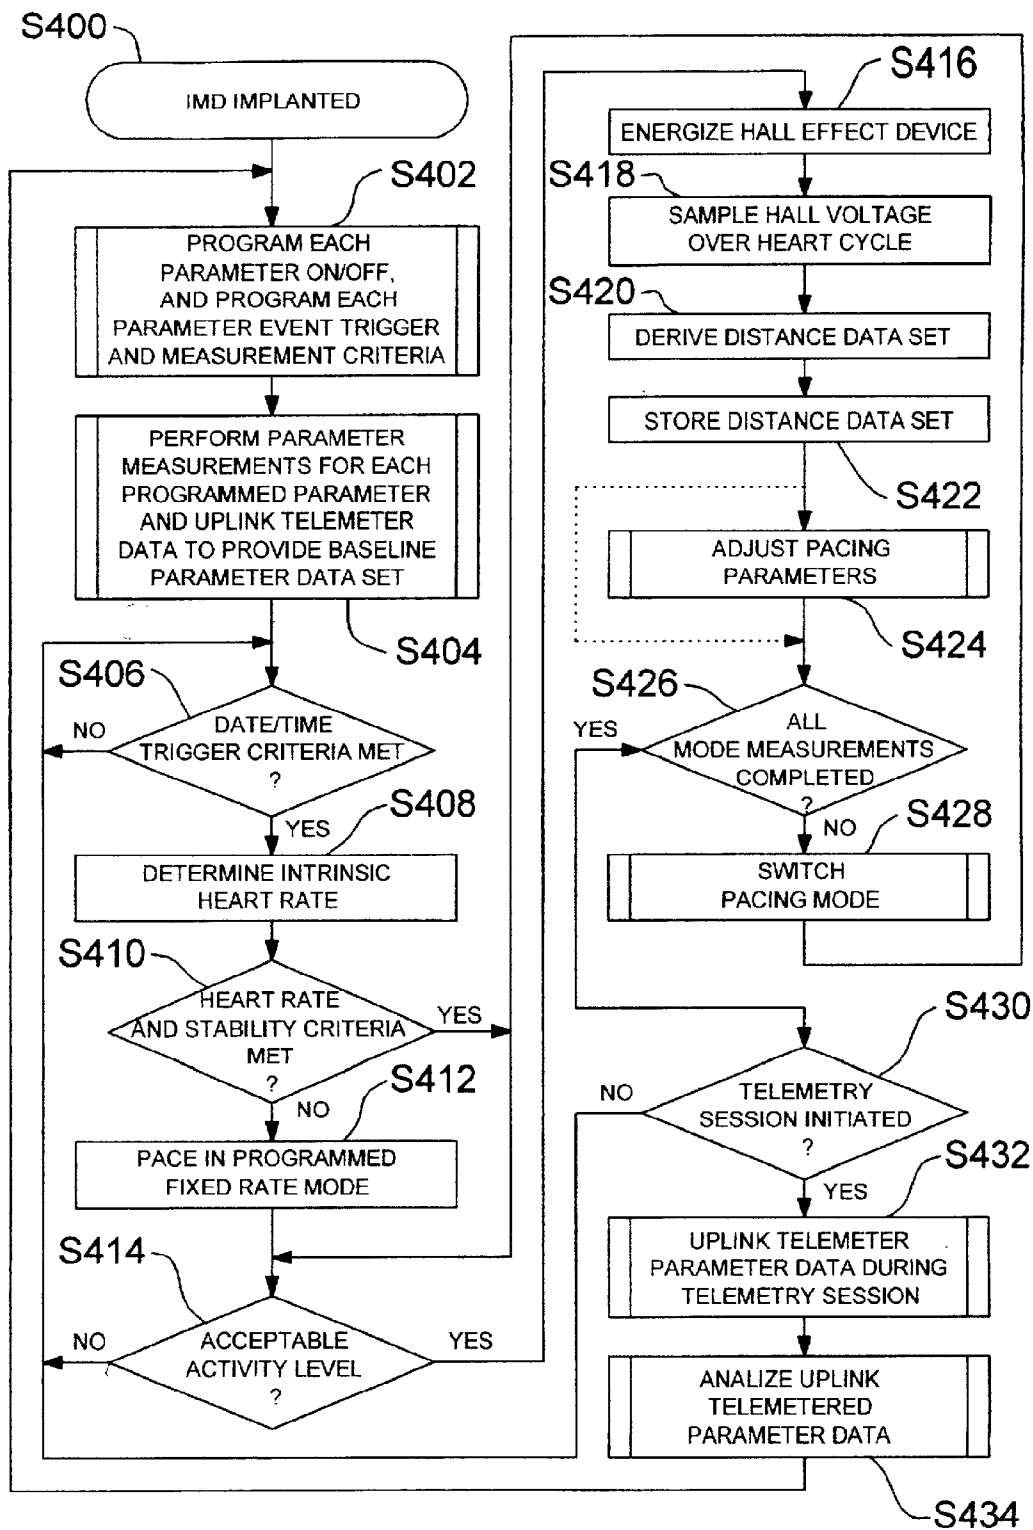 S400
IMD IMPLANTED
S402
PROGRAM EACH
PARAMETER ON/OFF,
AND PROGRAM EACH
PARAMETER EVENT TRIGGER
AND MEASUREMENT CRITERIA
PERFORM PARAMETER
MEASUREMENTS FOR EACH
PROGRAMMED PARAMETER
AND UPLINK TELEMETER
DATA TO PROVIDE BASELINE
PARAMETER DATA SET
S404
S406
NO
DATE/TIME
TRIGGER CRITERIA MET
?
YES
S408
DETERMINE INTRINSIC
HEART RATE
S410
HEART RATE
AND STABILITY CRITERIA
MET
?
YES
NO
S412
PACE IN PROGRAMMED
FIXED RATE MODE
S414
NO
ACCEPTABLE
ACTIVITY LEVEL
?
YES
S416
ENERGIZE HALL EFFECT DEVICE
S418
SAMPLE HALL VOLTAGE
OVER HEART CYCLE
S420
DERIVE DISTANCE DATA SET
STORE DISTANCE DATA SET
S422
ADJUST PACING
PARAMETERS
S424
S426
YES
ALL
MODE MEASUREMENTS
COMPLETED
?
NO
S428
SWITCH
PACING MODE
S430
NO
TELEMETRY
SESSION INITIATED
?
YES
S432
UPLINK TELEMETER
PARAMETER DATA DURING
TELEMETRY SESSION
ANALIZE UPLINK
TELEMETERED
PARAMETER DATA
S434